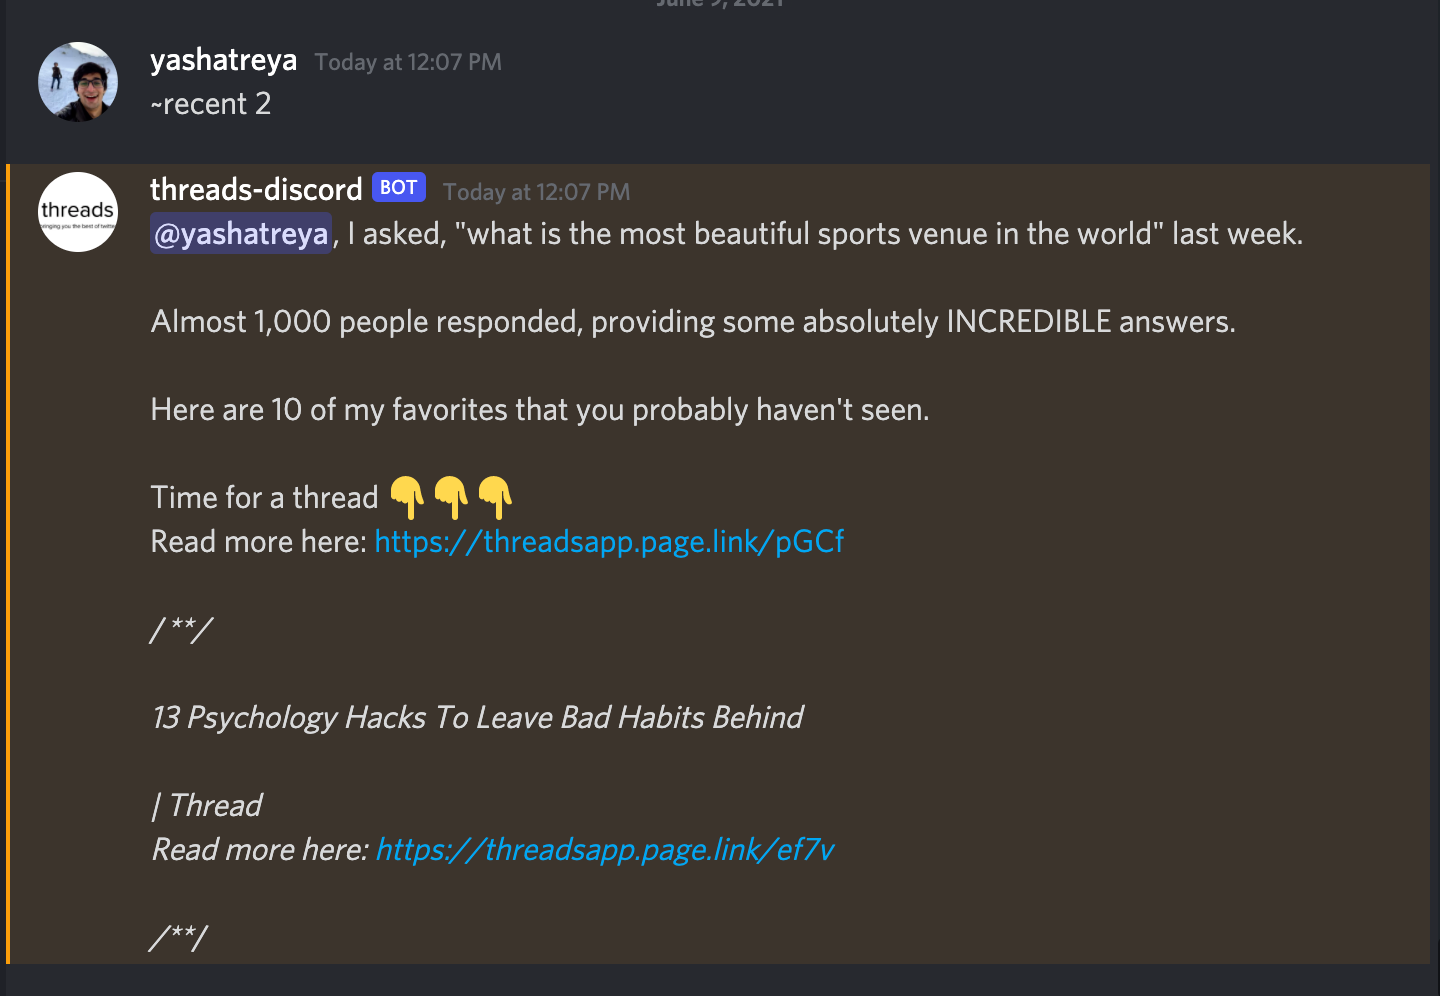 June 9, 2021
yashatreya Today at 12:07 PM
~recent 2
threads
threads-discord BOT Today at 12:07 PM
@yashatreya, I asked, "what is the most beautiful sports venue in the world" last week.
Almost 1,000 people responded, providing some absolutely INCREDIBLE answers.
Here are 10 of my favorites that you probably haven't seen.
Time for a thread 👇👇👇
Read more here: https://threadsapp.page.link/pGCf
/**/
13 Psychology Hacks To Leave Bad Habits Behind
| Thread
Read more here: https://threadsapp.page.link/ef7v
/**/